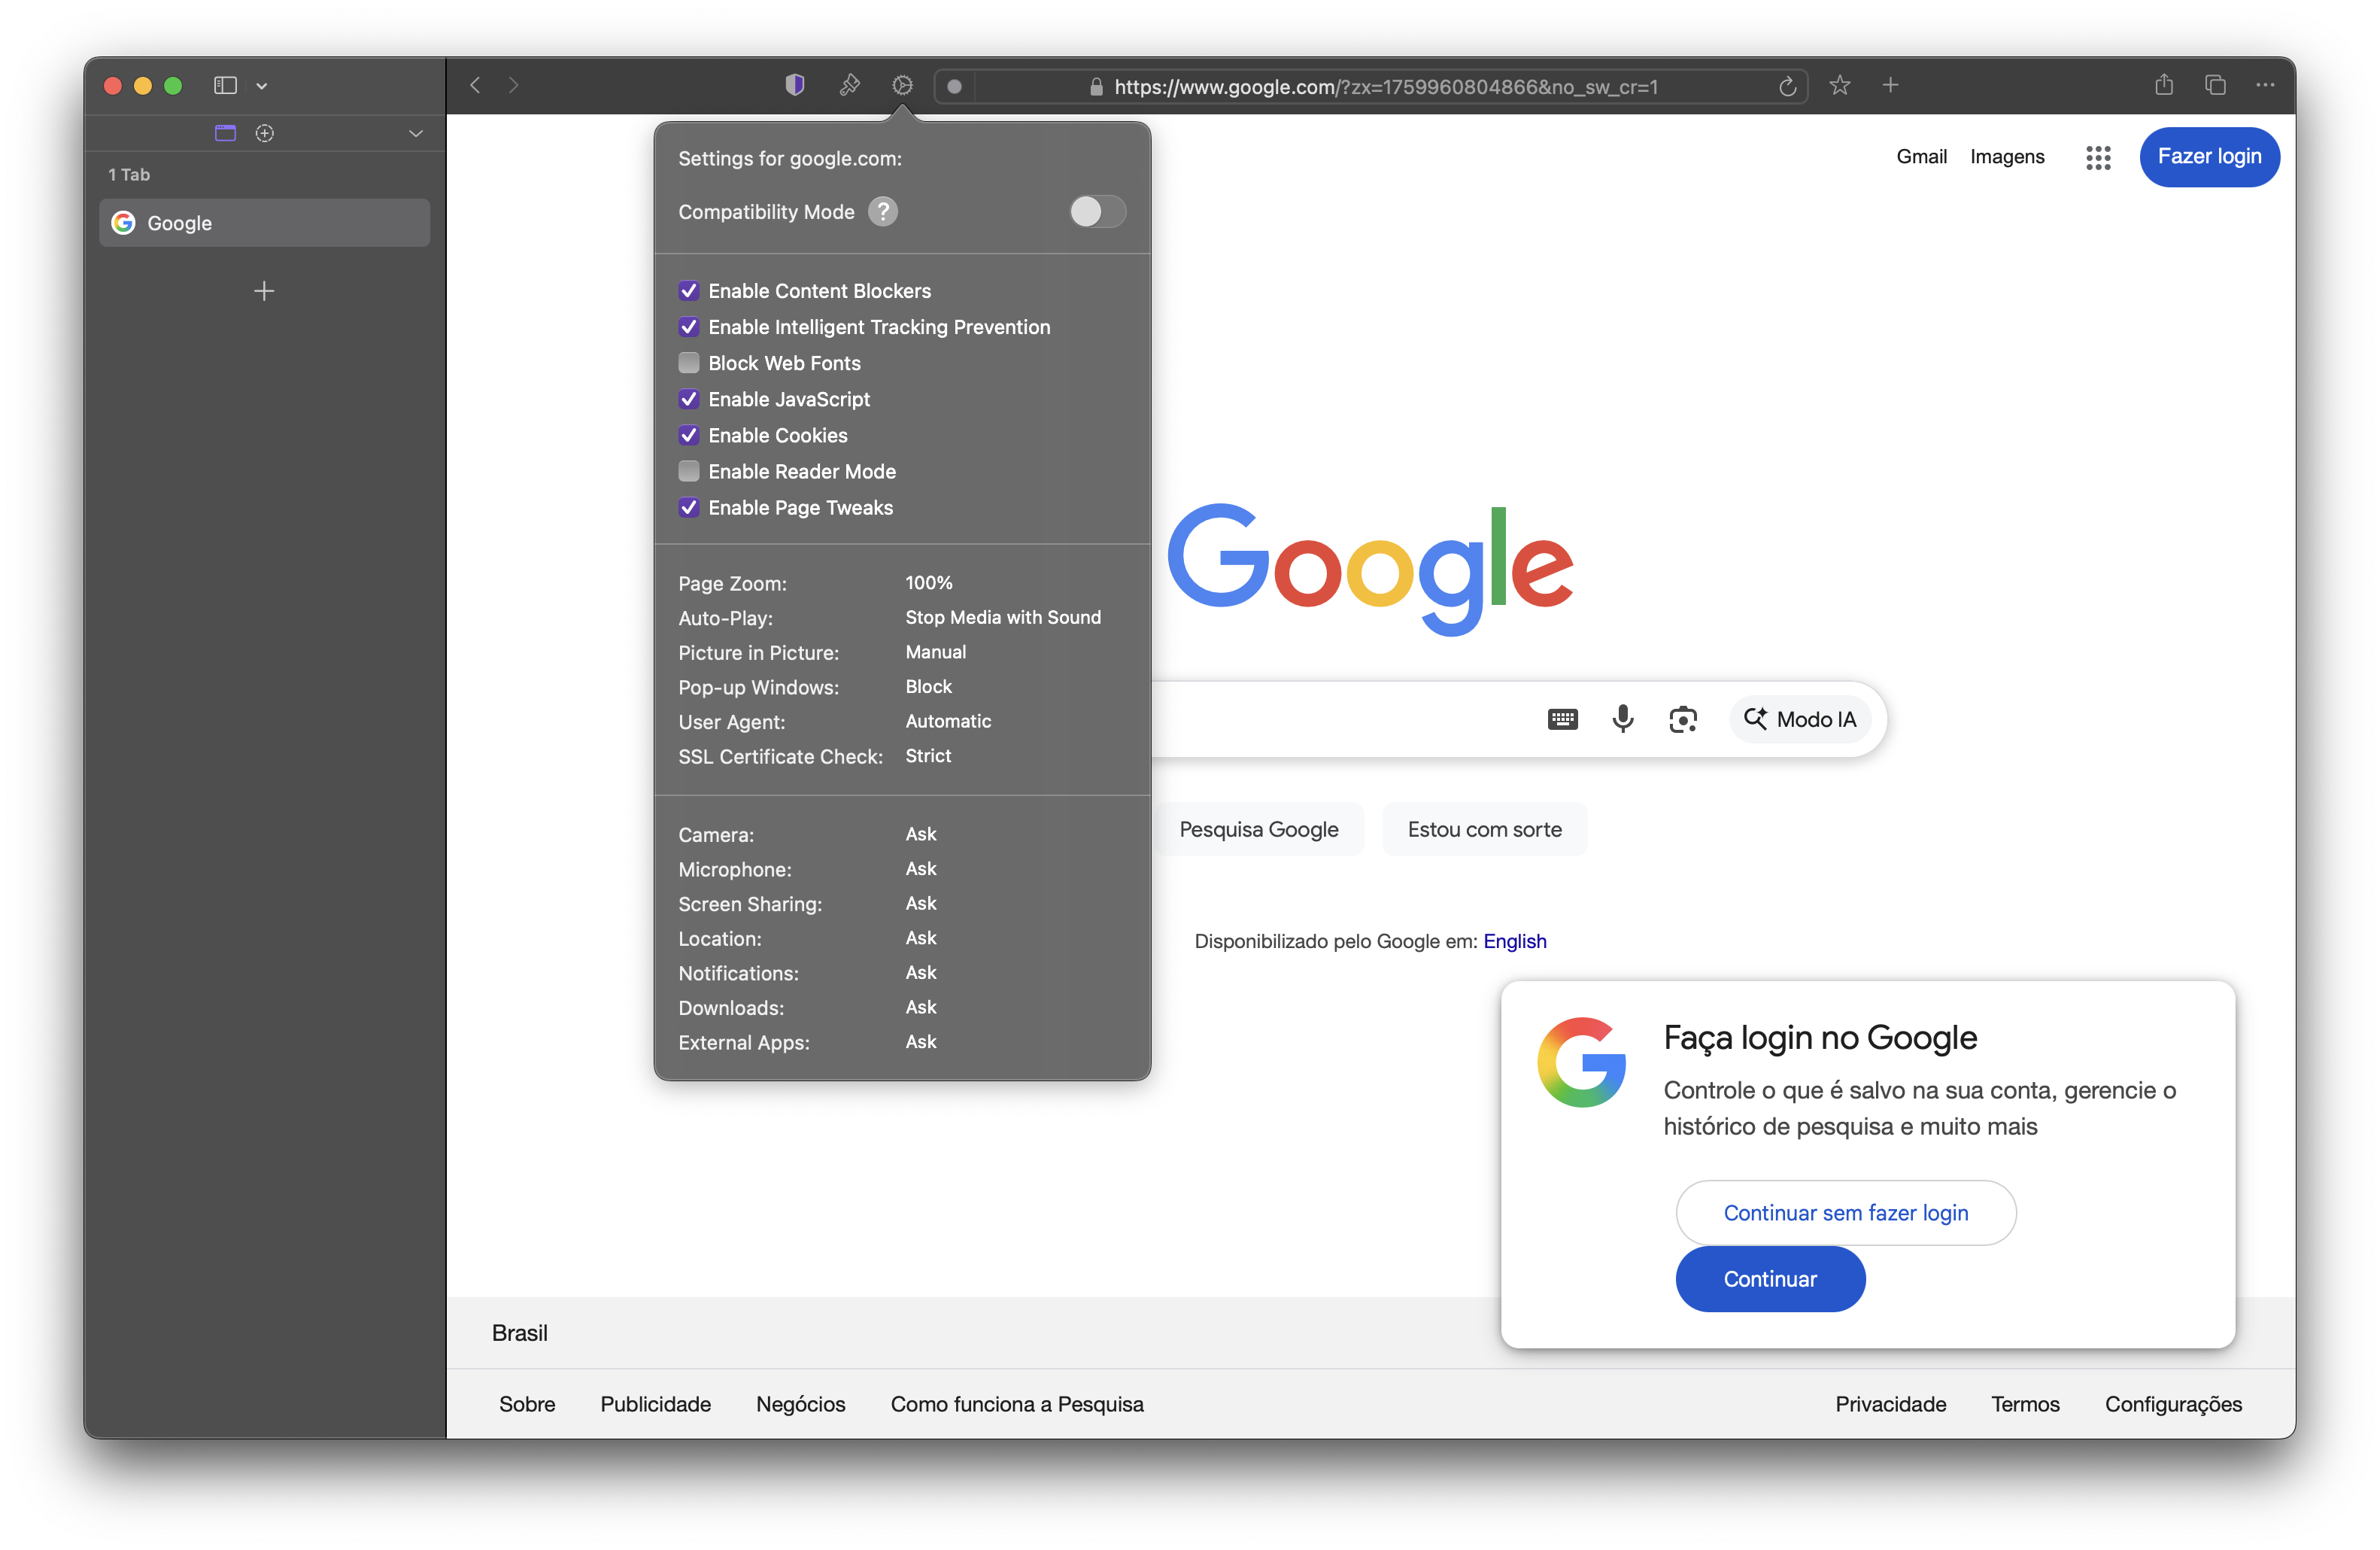 https://www.google.com/?zx=1759960804866&no_sw_cr=1
1 Tab
Google
Settings for google.com:
Compatibility Mode ?
Enable Content Blockers
Enable Intelligent Tracking Prevention
Block Web Fonts
Enable JavaScript
Enable Cookies
Enable Reader Mode
Enable Page Tweaks
Page Zoom: 100%
Auto-Play: Stop Media with Sound
Picture in Picture: Manual
Pop-up Windows: Block
User Agent: Automatic
SSL Certificate Check: Strict
Camera: Ask
Microphone: Ask
Screen Sharing: Ask
Location: Ask
Notifications: Ask
Downloads: Ask
External Apps: Ask
Gmail Imagens Fazer login
Google
Modo IA
Pesquisa Google Estou com sorte
Disponibilizado pelo Google em: English
Faça login no Google
Controle o que é salvo na sua conta, gerencie o
histórico de pesquisa e muito mais
Continuar sem fazer login
Continuar
Brasil
Sobre Publicidade Negócios Como funciona a Pesquisa Privacidade Termos Configurações